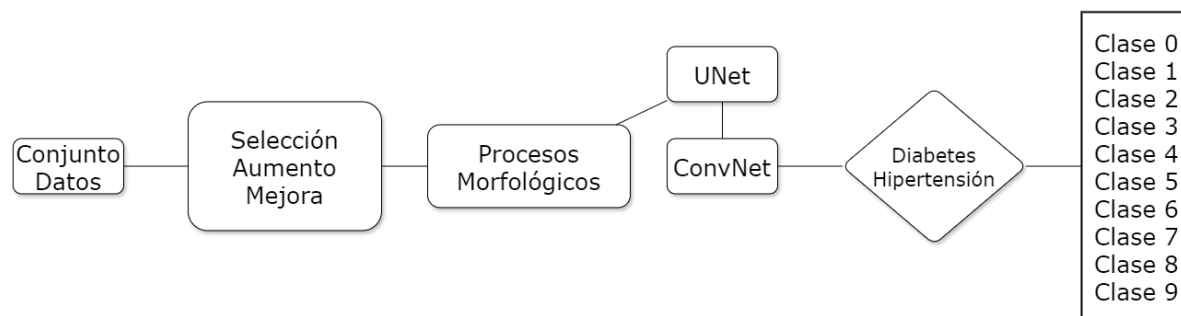 Conjunto
Datos
Selección
Aumento
Mejora
Procesos
Morfológicos
UNet
ConvNet
Diabetes
Hipertensión
Clase 0
Clase 1
Clase 2
Clase 3
Clase 4
Clase 5
Clase 6
Clase 7
Clase 8
Clase 9